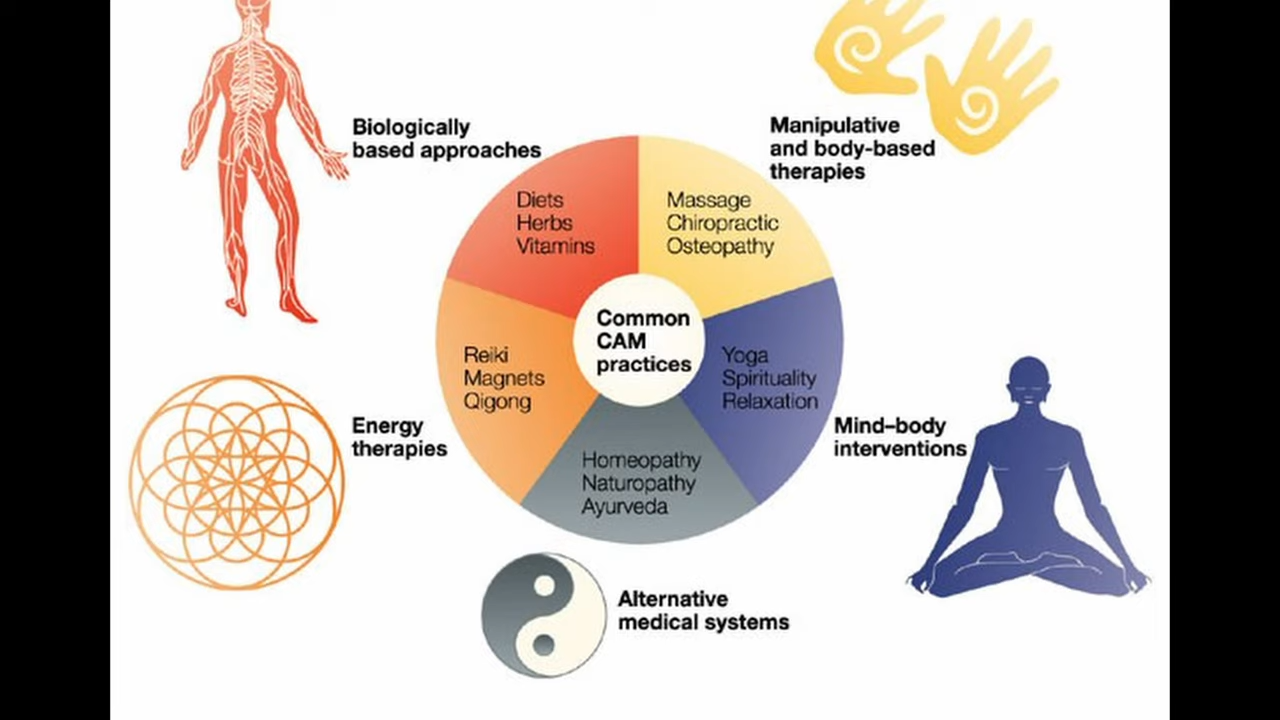 Biologically
based approaches
Manipulative
and body-based
therapies
Diets
Herbs
Vitamins
Massage
Chiropractic
Osteopathy
Common
CAM
practices
Reiki
Magnets
Qigong
Yoga
Spirituality
Relaxation
Energy
therapies
Mind–body
interventions
Homeopathy
Naturopathy
Ayurveda
Alternative
medical systems